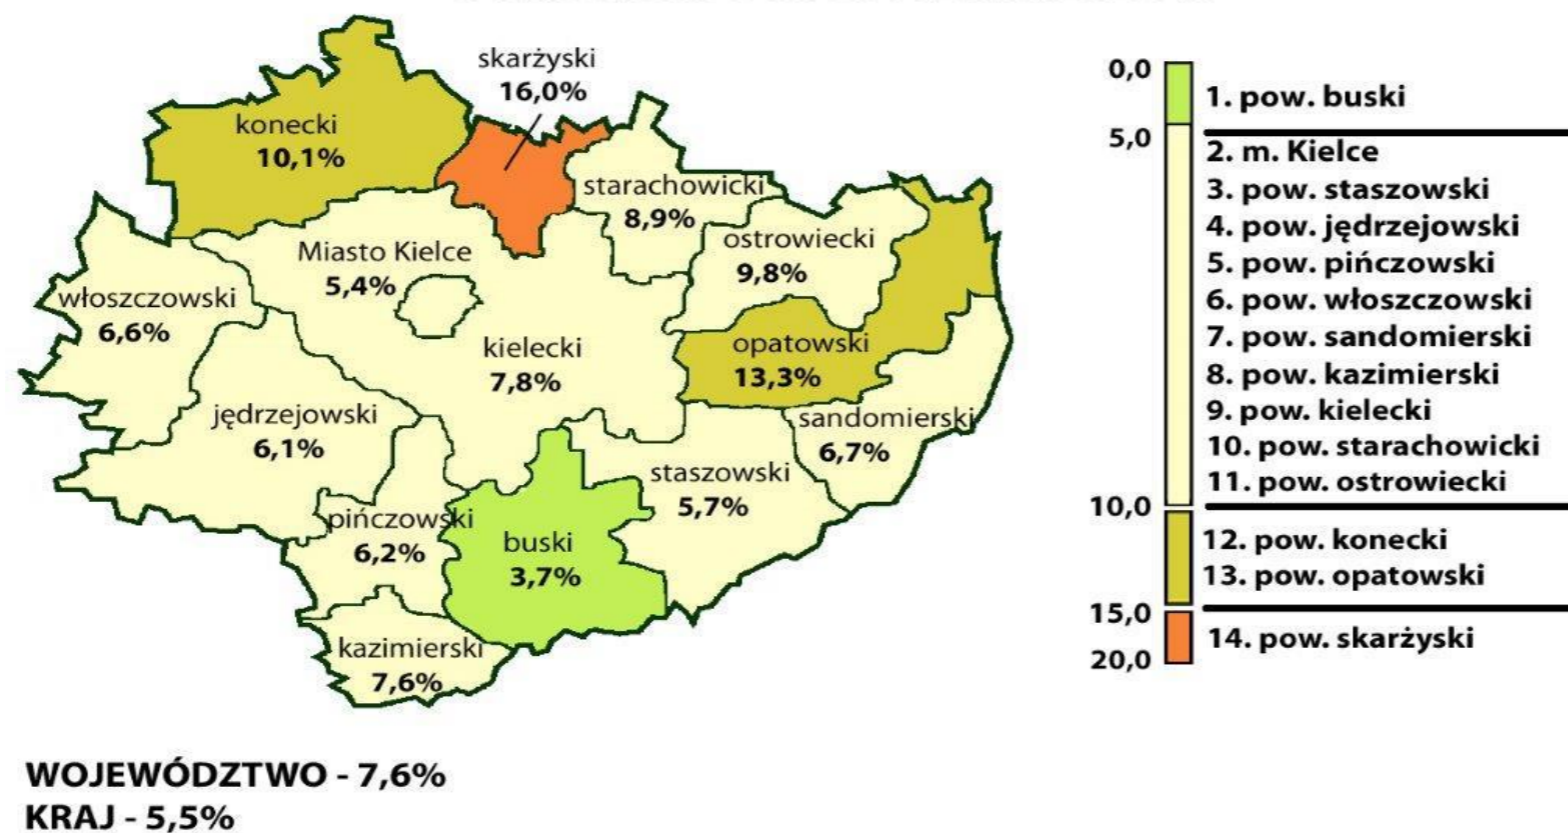 skarżyski
16,0%
konecki
10,1%
starachowicki
8,9%
ostrowiecki
9,8%
Miasto Kielce
5,4%
włoszczowski
6,6%
kielecki
7,8%
opatowski
13,3%
jędrzejowski
6,1%
sandomierski
6,7%
staszowski
5,7%
pińczowski
6,2%
buski
3,7%
kazimierski
7,6%
0,0
1. pow. buski
5,0
2. m. Kielce
3. pow. staszowski
4. pow. jędrzejowski
5. pow. pińczowski
6. pow. włoszczowski
7. pow. sandomierski
8. pow. kazimierski
9. pow. kielecki
10. pow. starachowicki
11. pow. ostrowiecki
10,0
12. pow. konecki
13. pow. opatowski
15,0
14. pow. skarżyski
20,0
WOJEWÓDZTWO - 7,6%
KRAJ - 5,5%